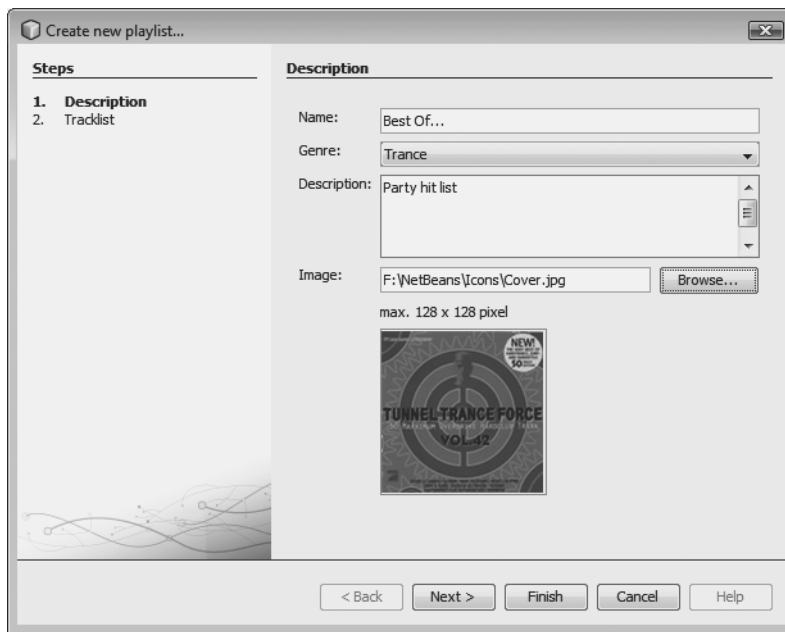 Create new playlist...
Steps
1. Description
2. Tracklist
Description
Name: Best Of...
Genre: Trance
Description: Party hit list
Image: F:\NetBeans\Icons\Cover.jpg Browse...
max. 128 x 128 pixel
NEW!
50
TUNNEL TRANCE FORCE
VOL.42
< Back Next > Finish Cancel Help